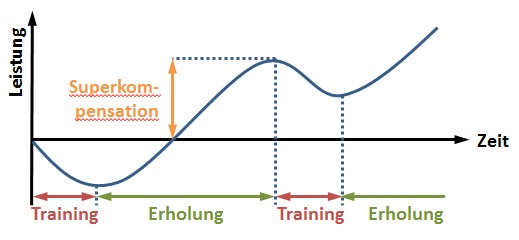 Leistung
Superkom-
pensation
Zeit
Training
Erholung
Training
Erholung